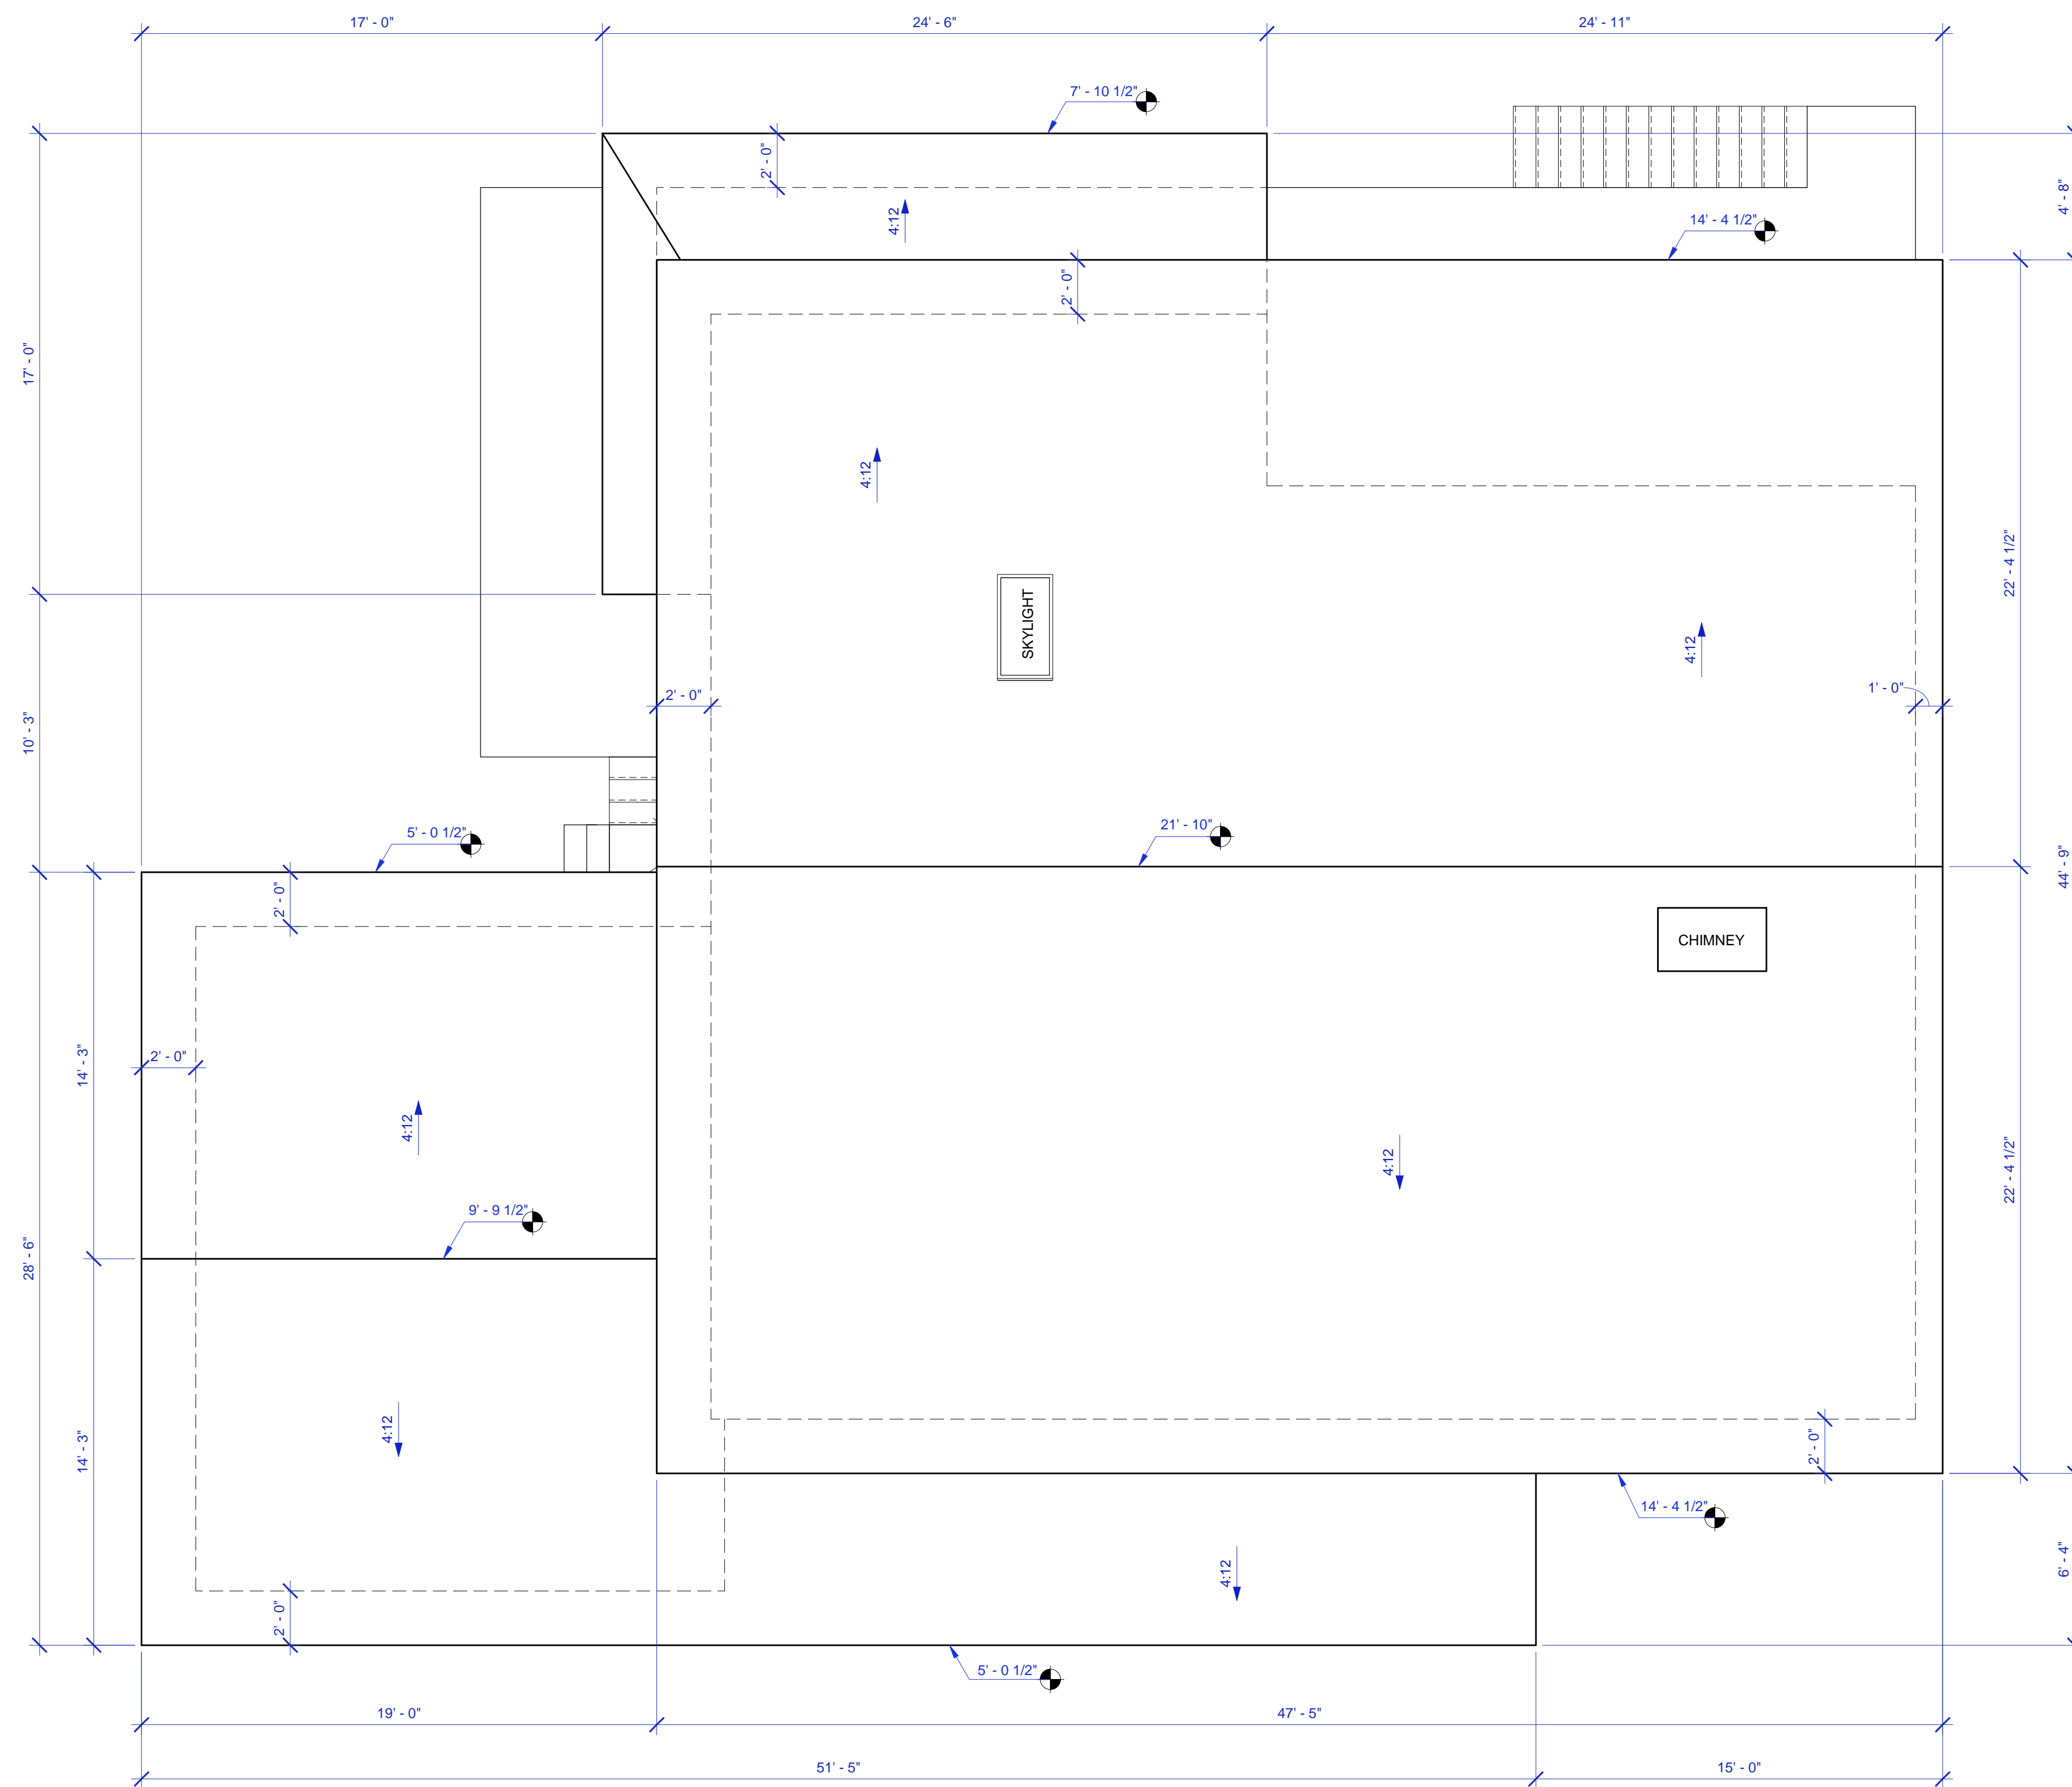 17' - 0"
24' - 6"
24' - 11"
7' - 10 1/2"
2' - 0"
4' - 8"
4:12
14' - 4 1/2"
2' - 0"
17' - 0"
4:12
22' - 4 1/2"
SKYLIGHT
4:12
2' - 0"
1' - 0"
10' - 3"
5' - 0 1/2"
21' - 10"
44' - 9"
2' - 0"
CHIMNEY
14' - 3"
2' - 0"
4:12
4:12
22' - 4 1/2"
9' - 9 1/2"
28' - 6"
4:12
14' - 3"
2' - 0"
14' - 4 1/2"
4:12
6' - 4"
2' - 0"
5' - 0 1/2"
19' - 0"
47' - 5"
51' - 5"
15' - 0"